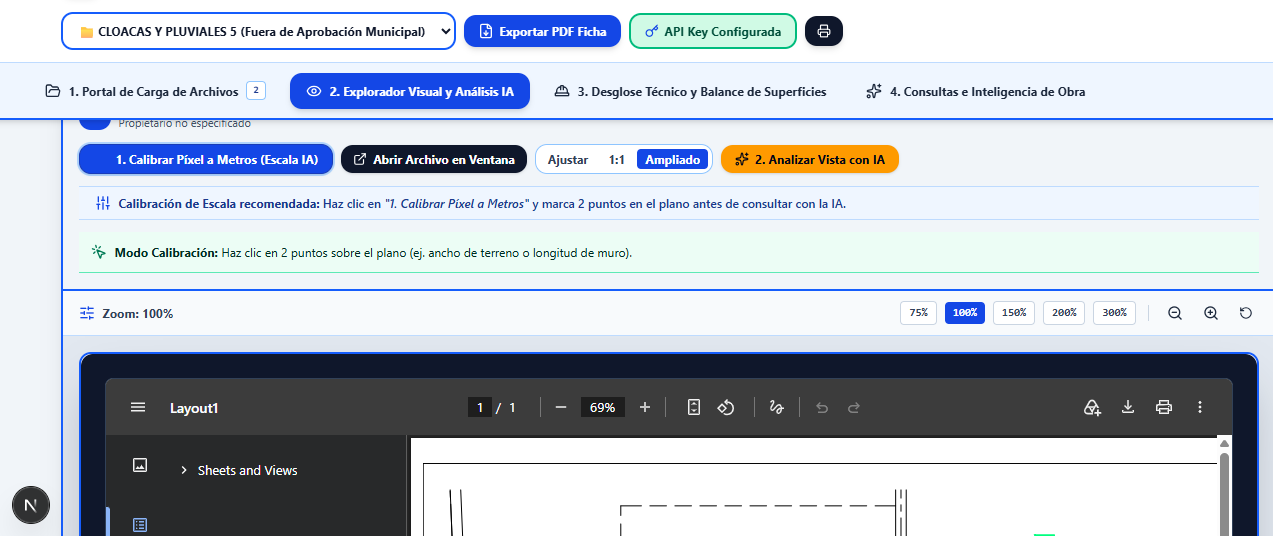 CLOACAS Y PLUVIALES 5 (Fuera de Aprobación Municipal)
Exportar PDF Ficha
API Key Configurada
1. Portal de Carga de Archivos 2
2. Explorador Visual y Análisis IA
3. Desglose Técnico y Balance de Superficies
4. Consultas e Inteligencia de Obra
Propietario no especificado
1. Calibrar Píxel a Metros (Escala IA)
Abrir Archivo en Ventana
Ajustar
1:1
Ampliado
2. Analizar Vista con IA
Calibración de Escala recomendada: Haz clic en "1. Calibrar Píxel a Metros" y marca 2 puntos en el plano antes de consultar con la IA.
Modo Calibración: Haz clic en 2 puntos sobre el plano (ej. ancho de terreno o longitud de muro).
Zoom: 100%
75%
100%
150%
200%
300%
Layout1
1 / 1
69%
Sheets and Views
N